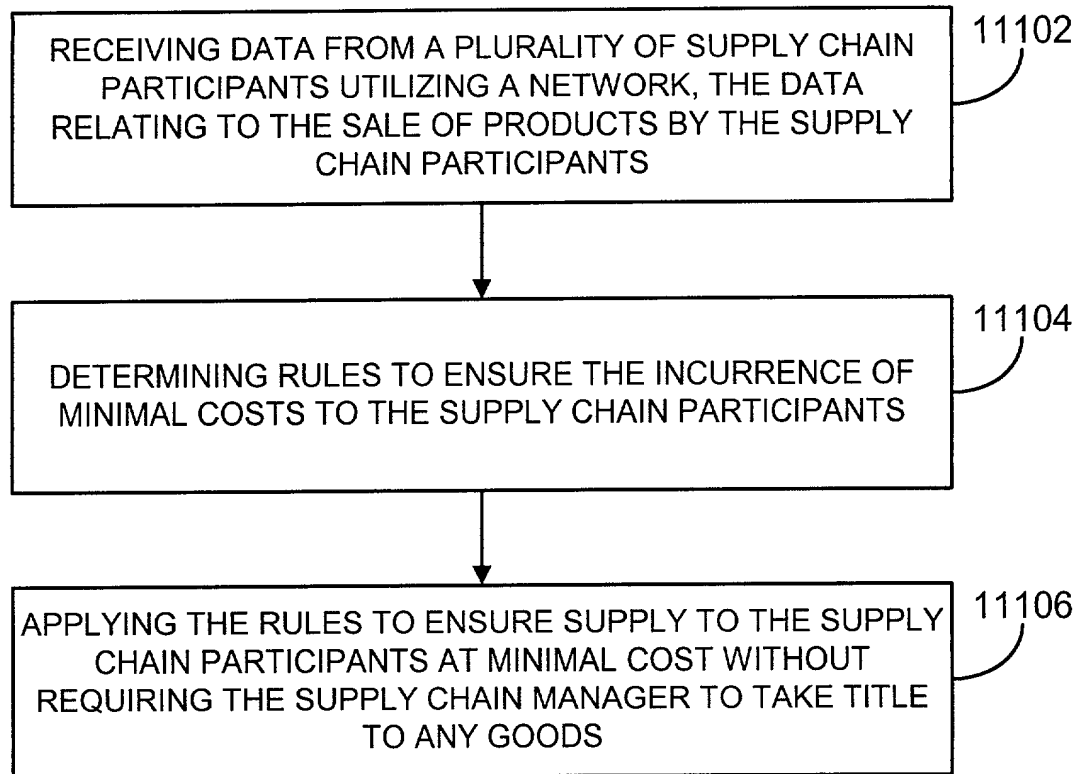 11102
RECEIVING DATA FROM A PLURALITY OF SUPPLY CHAIN
PARTICIPANTS UTILIZING A NETWORK, THE DATA
RELATING TO THE SALE OF PRODUCTS BY THE SUPPLY
CHAIN PARTICIPANTS
11104
DETERMINING RULES TO ENSURE THE INCURRENCE OF
MINIMAL COSTS TO THE SUPPLY CHAIN PARTICIPANTS
11106
APPLYING THE RULES TO ENSURE SUPPLY TO THE SUPPLY
CHAIN PARTICIPANTS AT MINIMAL COST WITHOUT
REQUIRING THE SUPPLY CHAIN MANAGER TO TAKE TITLE
TO ANY GOODS